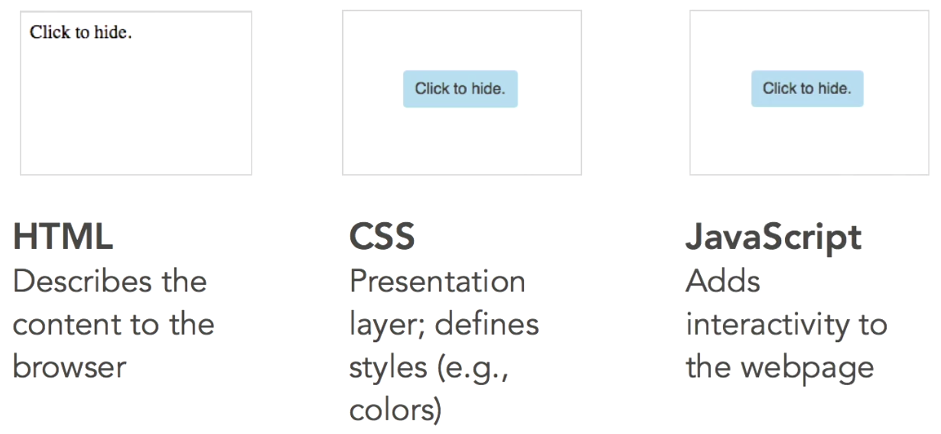 Click to hide.
Click to hide.
Click to hide.
HTML
Describes the
content to the
browser
CSS
Presentation
layer; defines
styles (e.g.,
colors)
JavaScript
Adds
interactivity to
the webpage